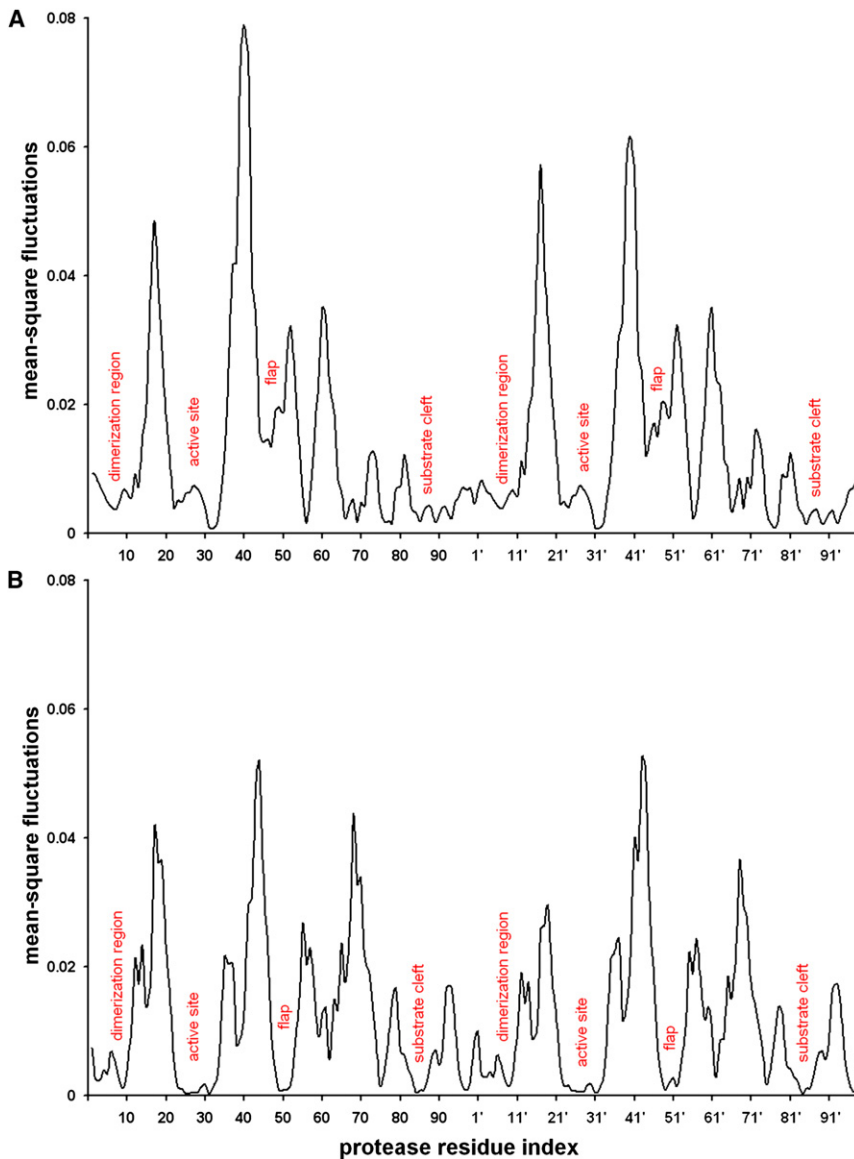 A
mean-square fluctuations
0.08
0.06
0.04
0.02
0
dimerization region
active site
flap
substrate cleft
dimerization region
active site
flap
substrate cleft
10 20 30 40 50 60 70 80 90 1' 11' 21' 31' 41' 51' 61' 71' 81' 91'
B
mean-square fluctuations
0.08
0.06
0.04
0.02
0
dimerization region
active site
flap
substrate cleft
dimerization region
active site
flap
substrate cleft
10 20 30 40 50 60 70 80 90 1' 11' 21' 31' 41' 51' 61' 71' 81' 91'
protease residue index